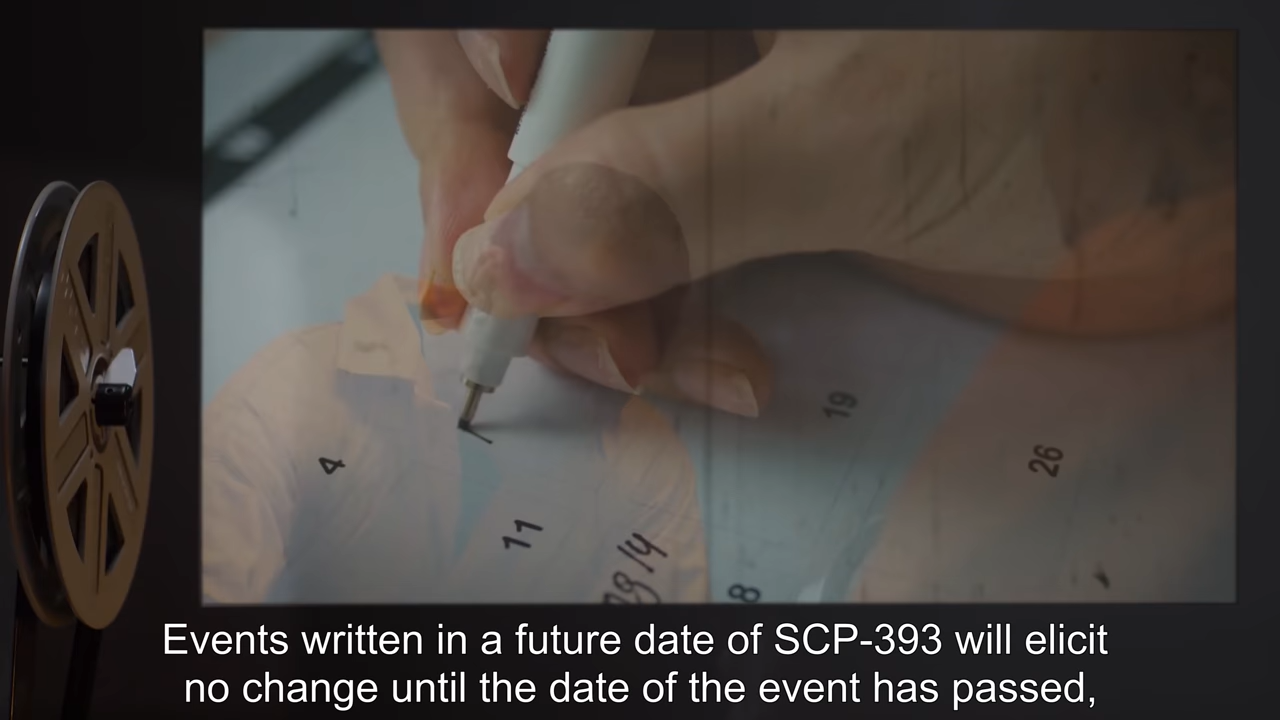 19
26
4
11
8
Events written in a future date of SCP-393 will elicit
no change until the date of the event has passed,